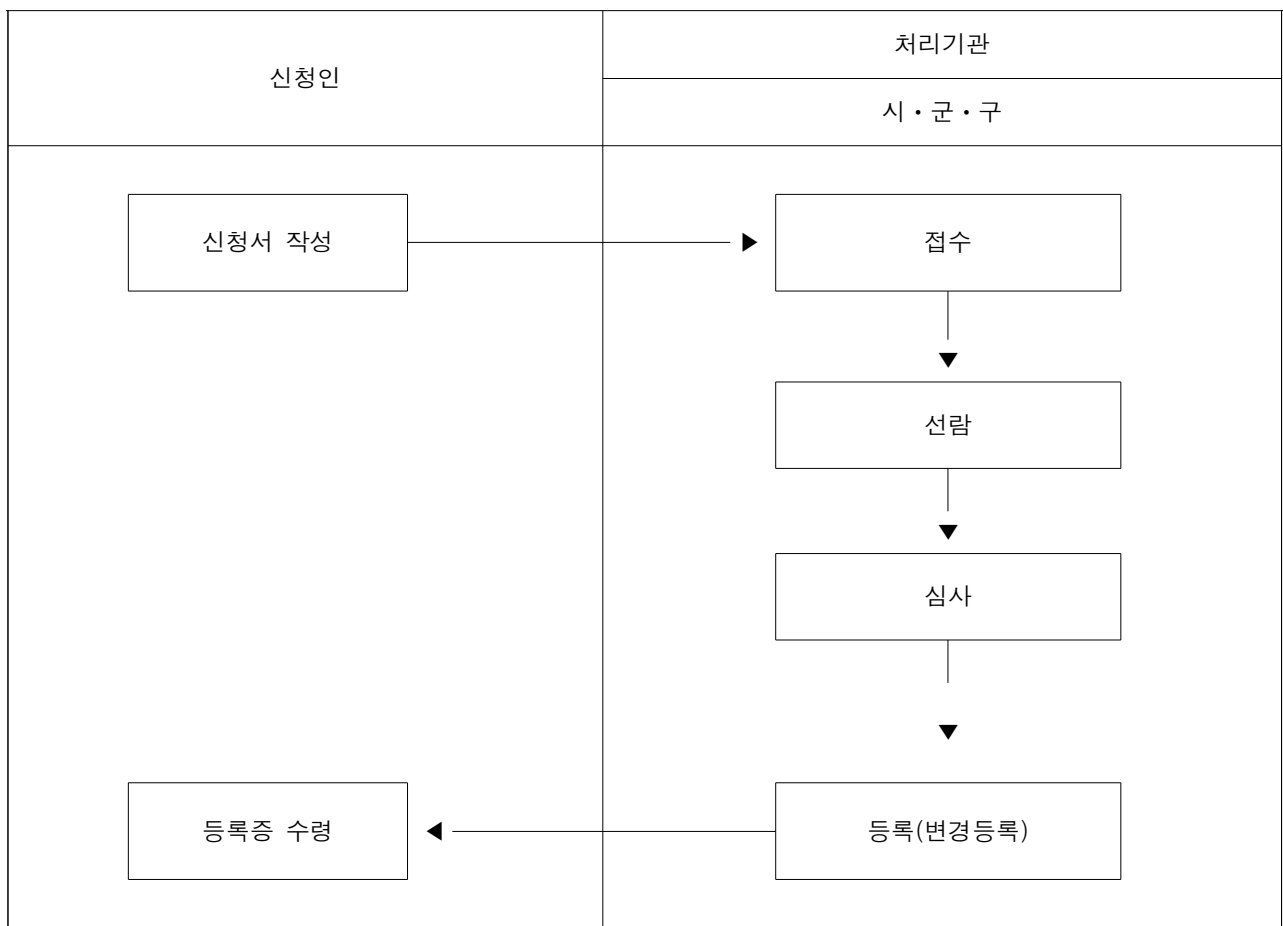 신청인
처리기관
시・군・구
신청서 작성
접수
선람
심사
등록증 수령
등록(변경등록)